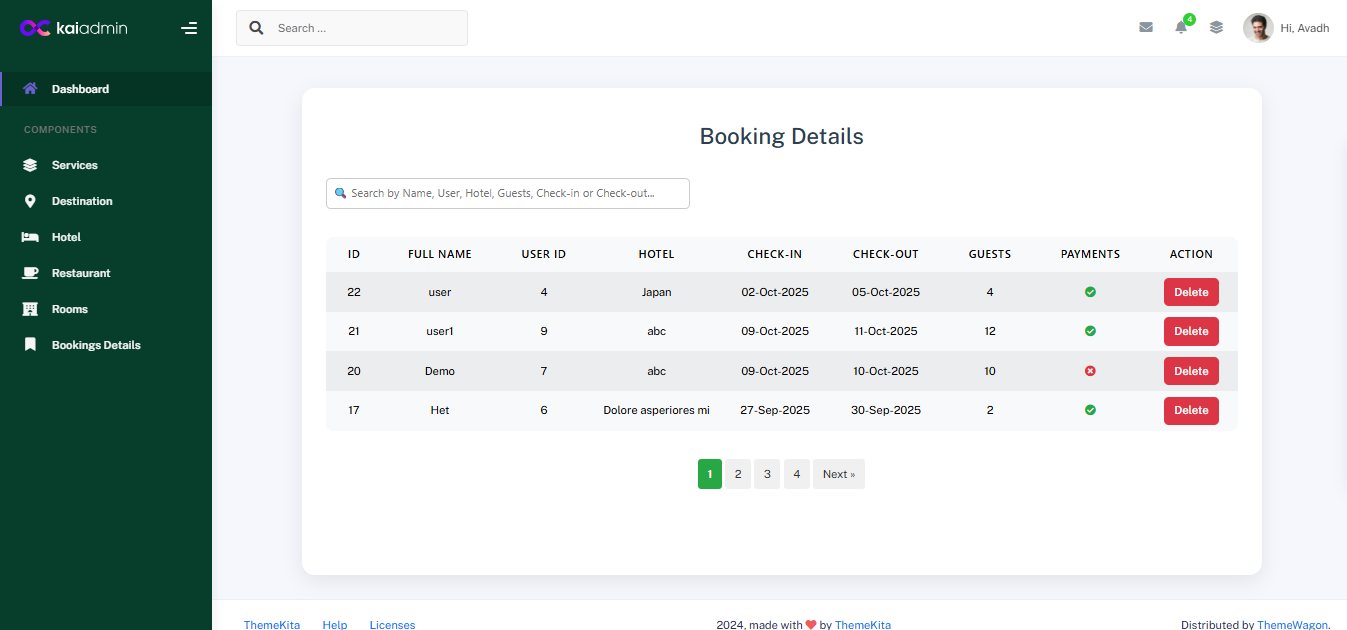 kaiadmin
Search ...
4
Hi, Avadh
Dashboard
COMPONENTS
Services
Destination
Hotel
Restaurant
Rooms
Bookings Details
Booking Details
Search by Name, User, Hotel, Guests, Check-in or Check-out...
ID FULL NAME USER ID HOTEL CHECK-IN CHECK-OUT GUESTS PAYMENTS ACTION
22 user 4 Japan 02-Oct-2025 05-Oct-2025 4 Delete
21 user1 9 abc 09-Oct-2025 11-Oct-2025 12 Delete
20 Demo 7 abc 09-Oct-2025 10-Oct-2025 10 Delete
17 Het 6 Dolore asperiores mi 27-Sep-2025 30-Sep-2025 2 Delete
1 2 3 4 Next »
ThemeKita Help Licenses 2024, made with ❤ by ThemeKita Distributed by ThemeWagon.